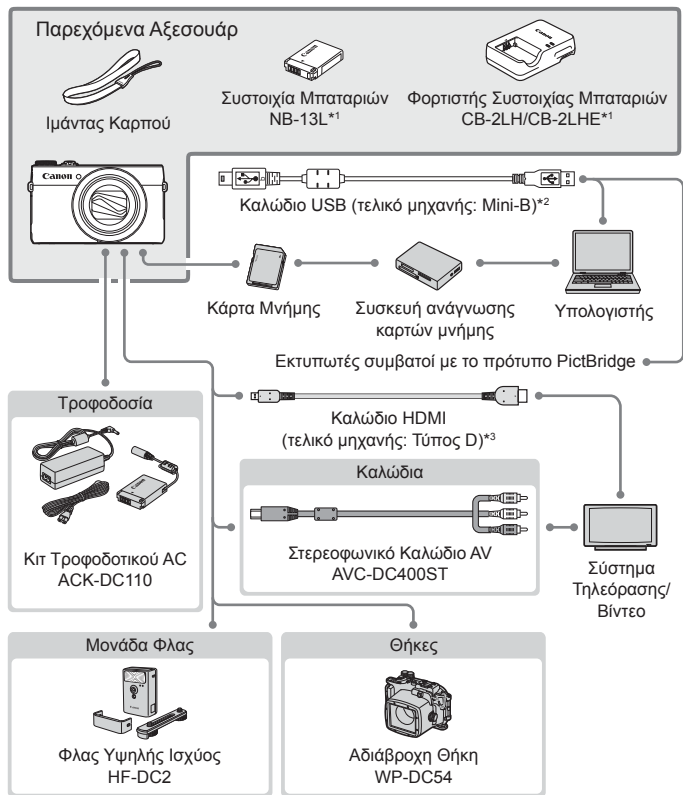 Παρεχόμενα Αξεσουάρ
Ιμάντας Καρπού
Συστοιχία Μπαταριών
NB-13L*1
Φορτιστής Συστοιχίας Μπαταριών
CB-2LH/CB-2LHE*1
Canon
Καλώδιο USB (τελικό μηχανής: Mini-B)*2
Κάρτα Μνήμης
Συσκευή ανάγνωσης
καρτών μνήμης
Υπολογιστής
Εκτυπωτές συμβατοί με το πρότυπο PictBridge
Τροφοδοσία
Κιτ Τροφοδοτικού AC
ACK-DC110
Καλώδιο HDMI
(τελικό μηχανής: Τύπος D)*3
Καλώδια
Στερεοφωνικό Καλώδιο AV
AVC-DC400ST
Σύστημα
Τηλεόρασης/
Βίντεο
Μονάδα Φλας
Φλας Υψηλής Ισχύος
HF-DC2
Θήκες
Αδιάβροχη Θήκη
WP-DC54